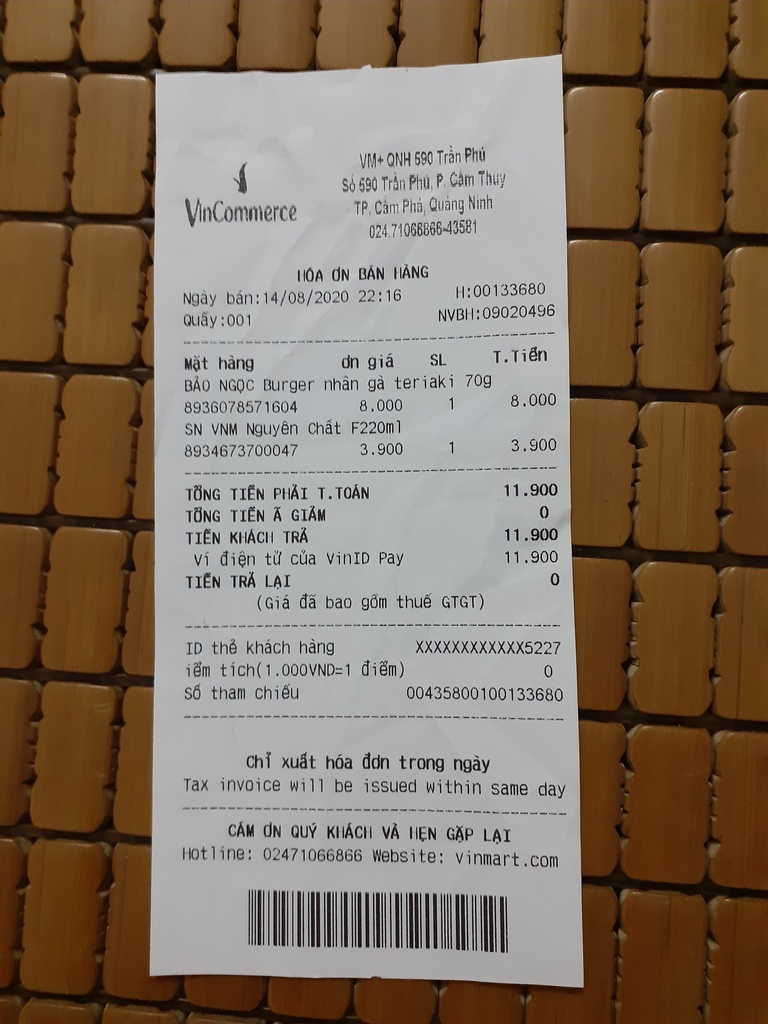 VinCommerce
VM+ QNH 590 Trần Phú
Số 590 Trần Phú, P. Cẩm Thủy
TP. Cẩm Phả, Quảng Ninh
024.71066866-43581
HÓA ƠN BÁN HÀNG
Ngày bán:14/08/2020 22:16 H:00133680
Quầy:001 NVBH:09020496
Mặt hàng ơn giá SL T.Tiền
BẢO NGỌC Burger nhân gà teriaki 70g
8936078571604 8.000 1 8.000
SN VNM Nguyên Chất F220ml
8934673700047 3.900 1 3.900
TỔNG TIỀN PHẢI T.TOÁN 11.900
TỔNG TIỀN Ã GIẢM 0
TIỀN KHÁCH TRẢ 11.900
Ví điện tử của VinID Pay 11.900
TIỀN TRẢ LẠI 0
(Giá đã bao gồm thuế GTGT)
ID thẻ khách hàng XXXXXXXXXXXX5227
iểm tích(1.000VND=1 điểm) 0
Số tham chiếu 00435800100133680
Chỉ xuất hóa đơn trong ngày
Tax invoice will be issued within same day
CẢM ƠN QUÝ KHÁCH VÀ HẸN GẶP LẠI
Hotline: 02471066866 Website: vinmart.com